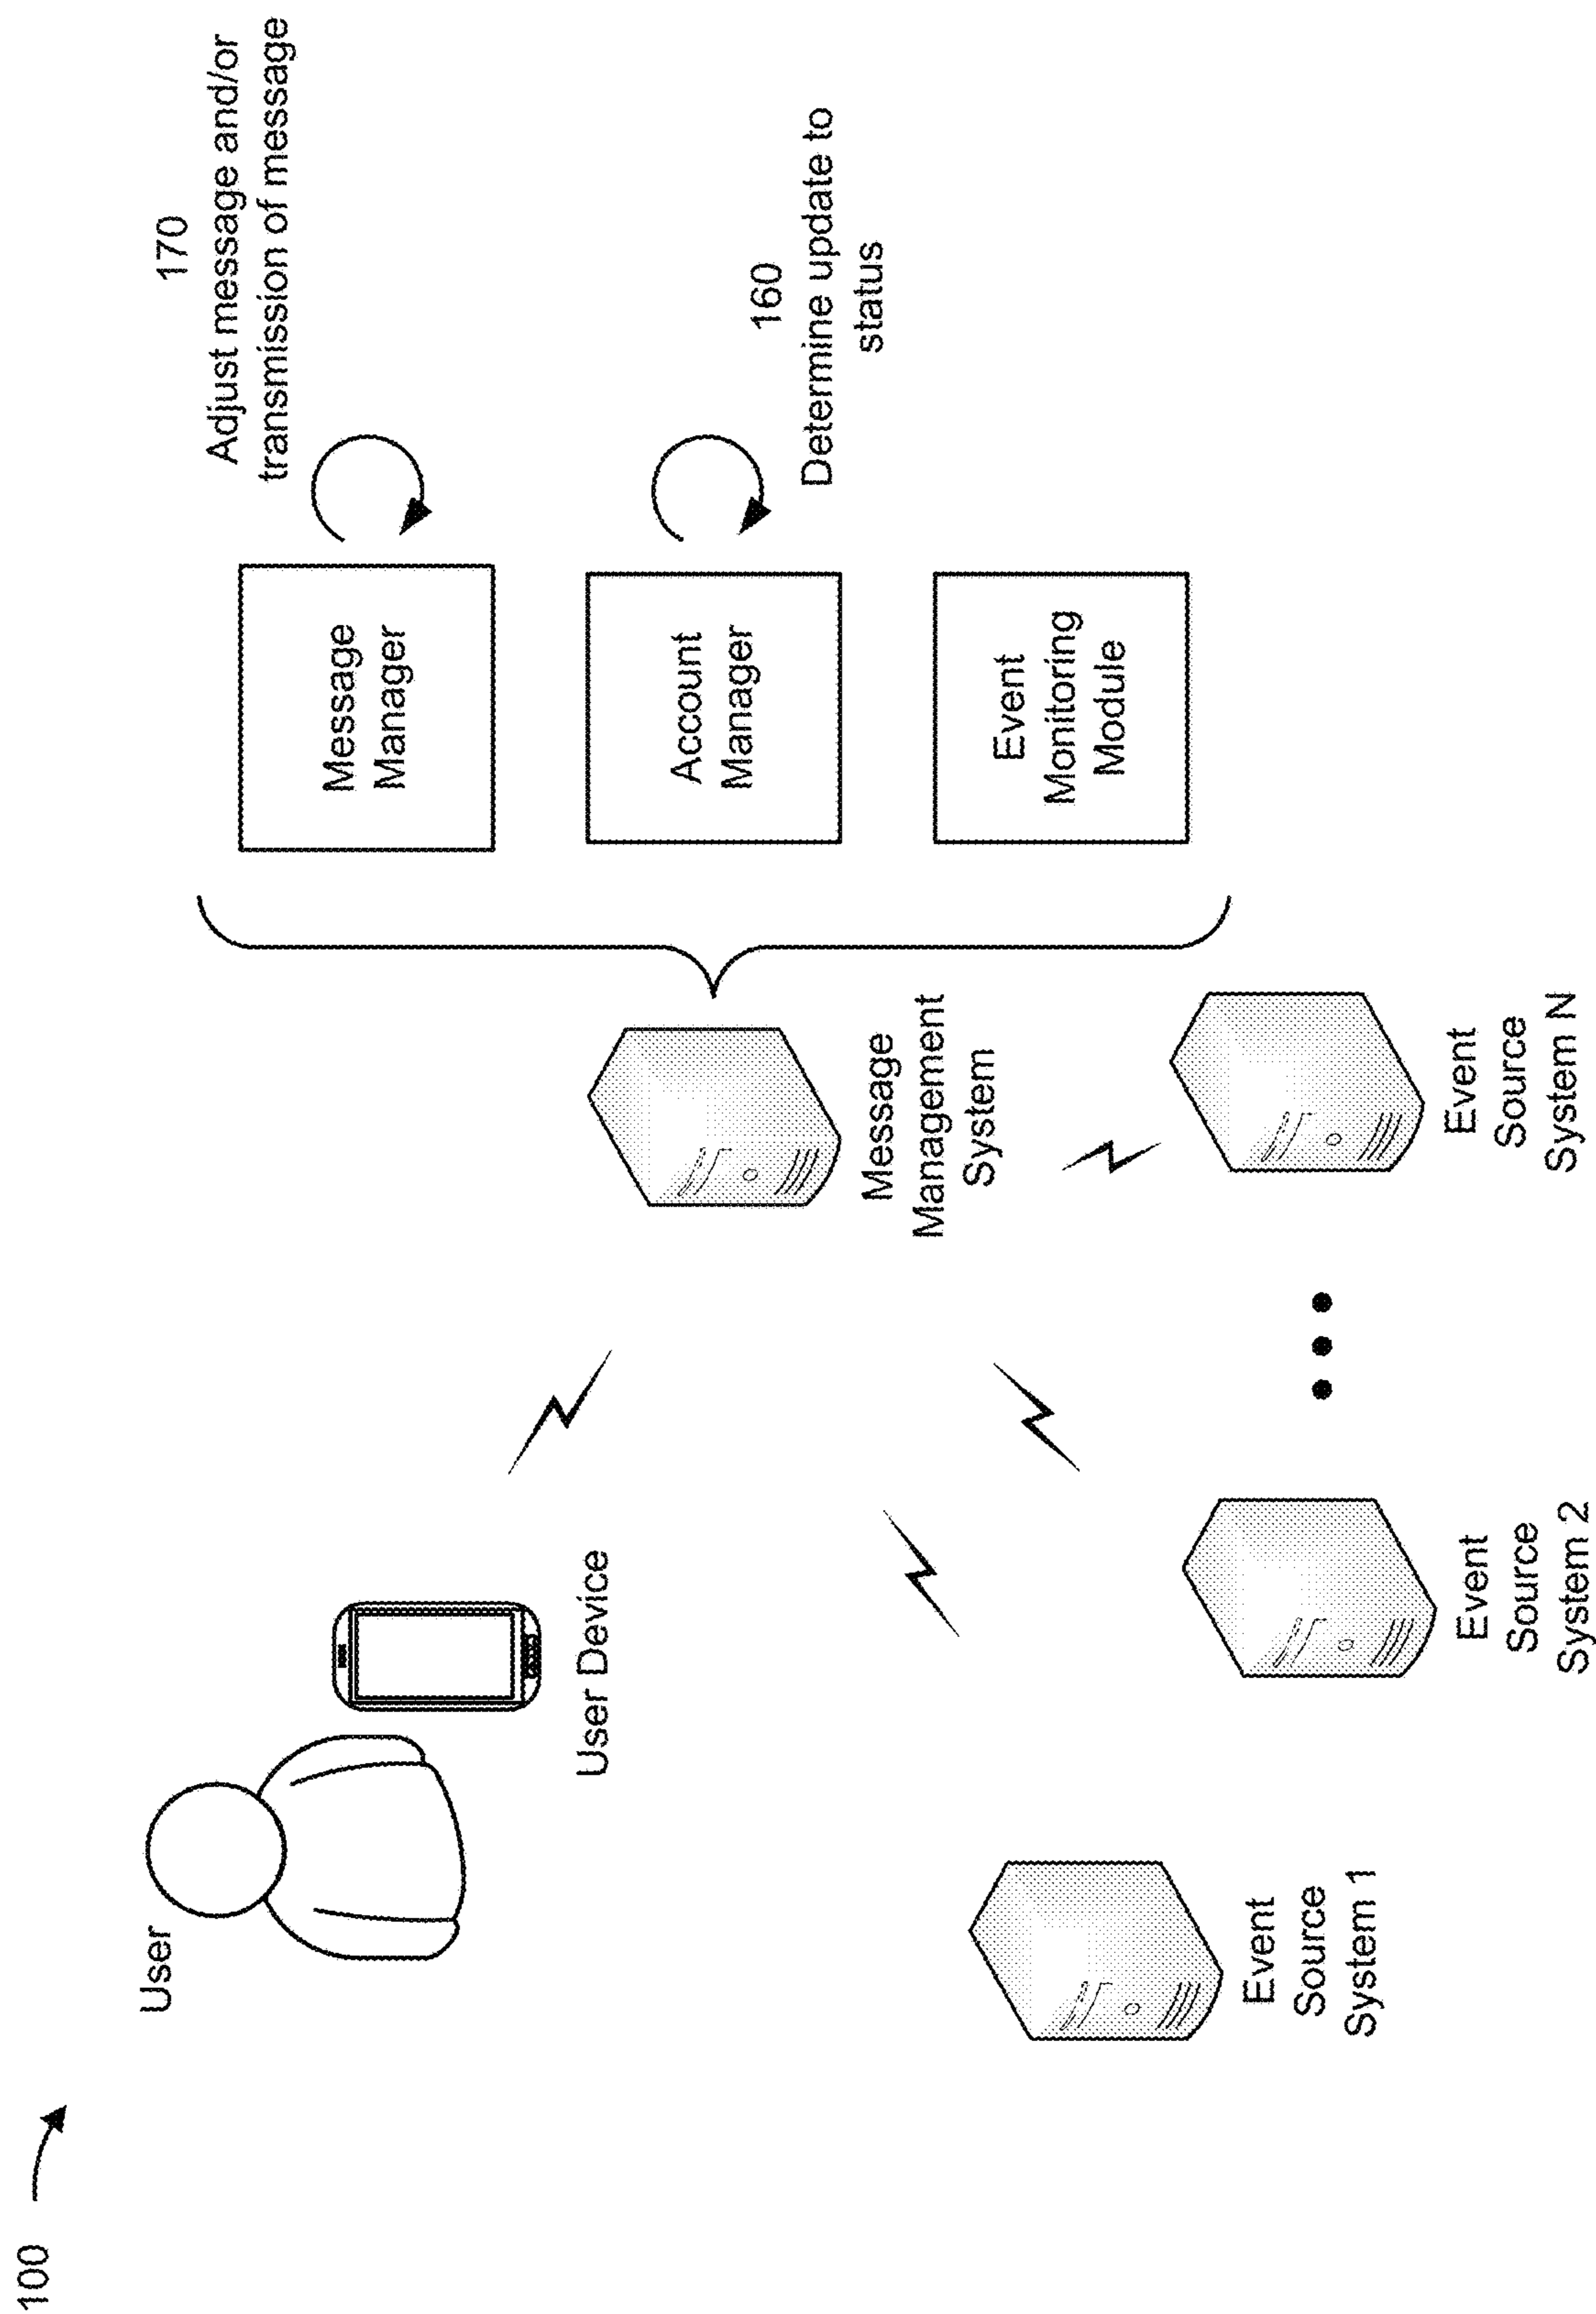 100
User
User Device
Message
Management
System
Message
Manager
170
Adjust message and/or
transmission of message
Account
Manager
160
Determine update to
status
Event
Monitoring
Module
Event
Source
System 1
Event
Source
System 2
Event
Source
System N